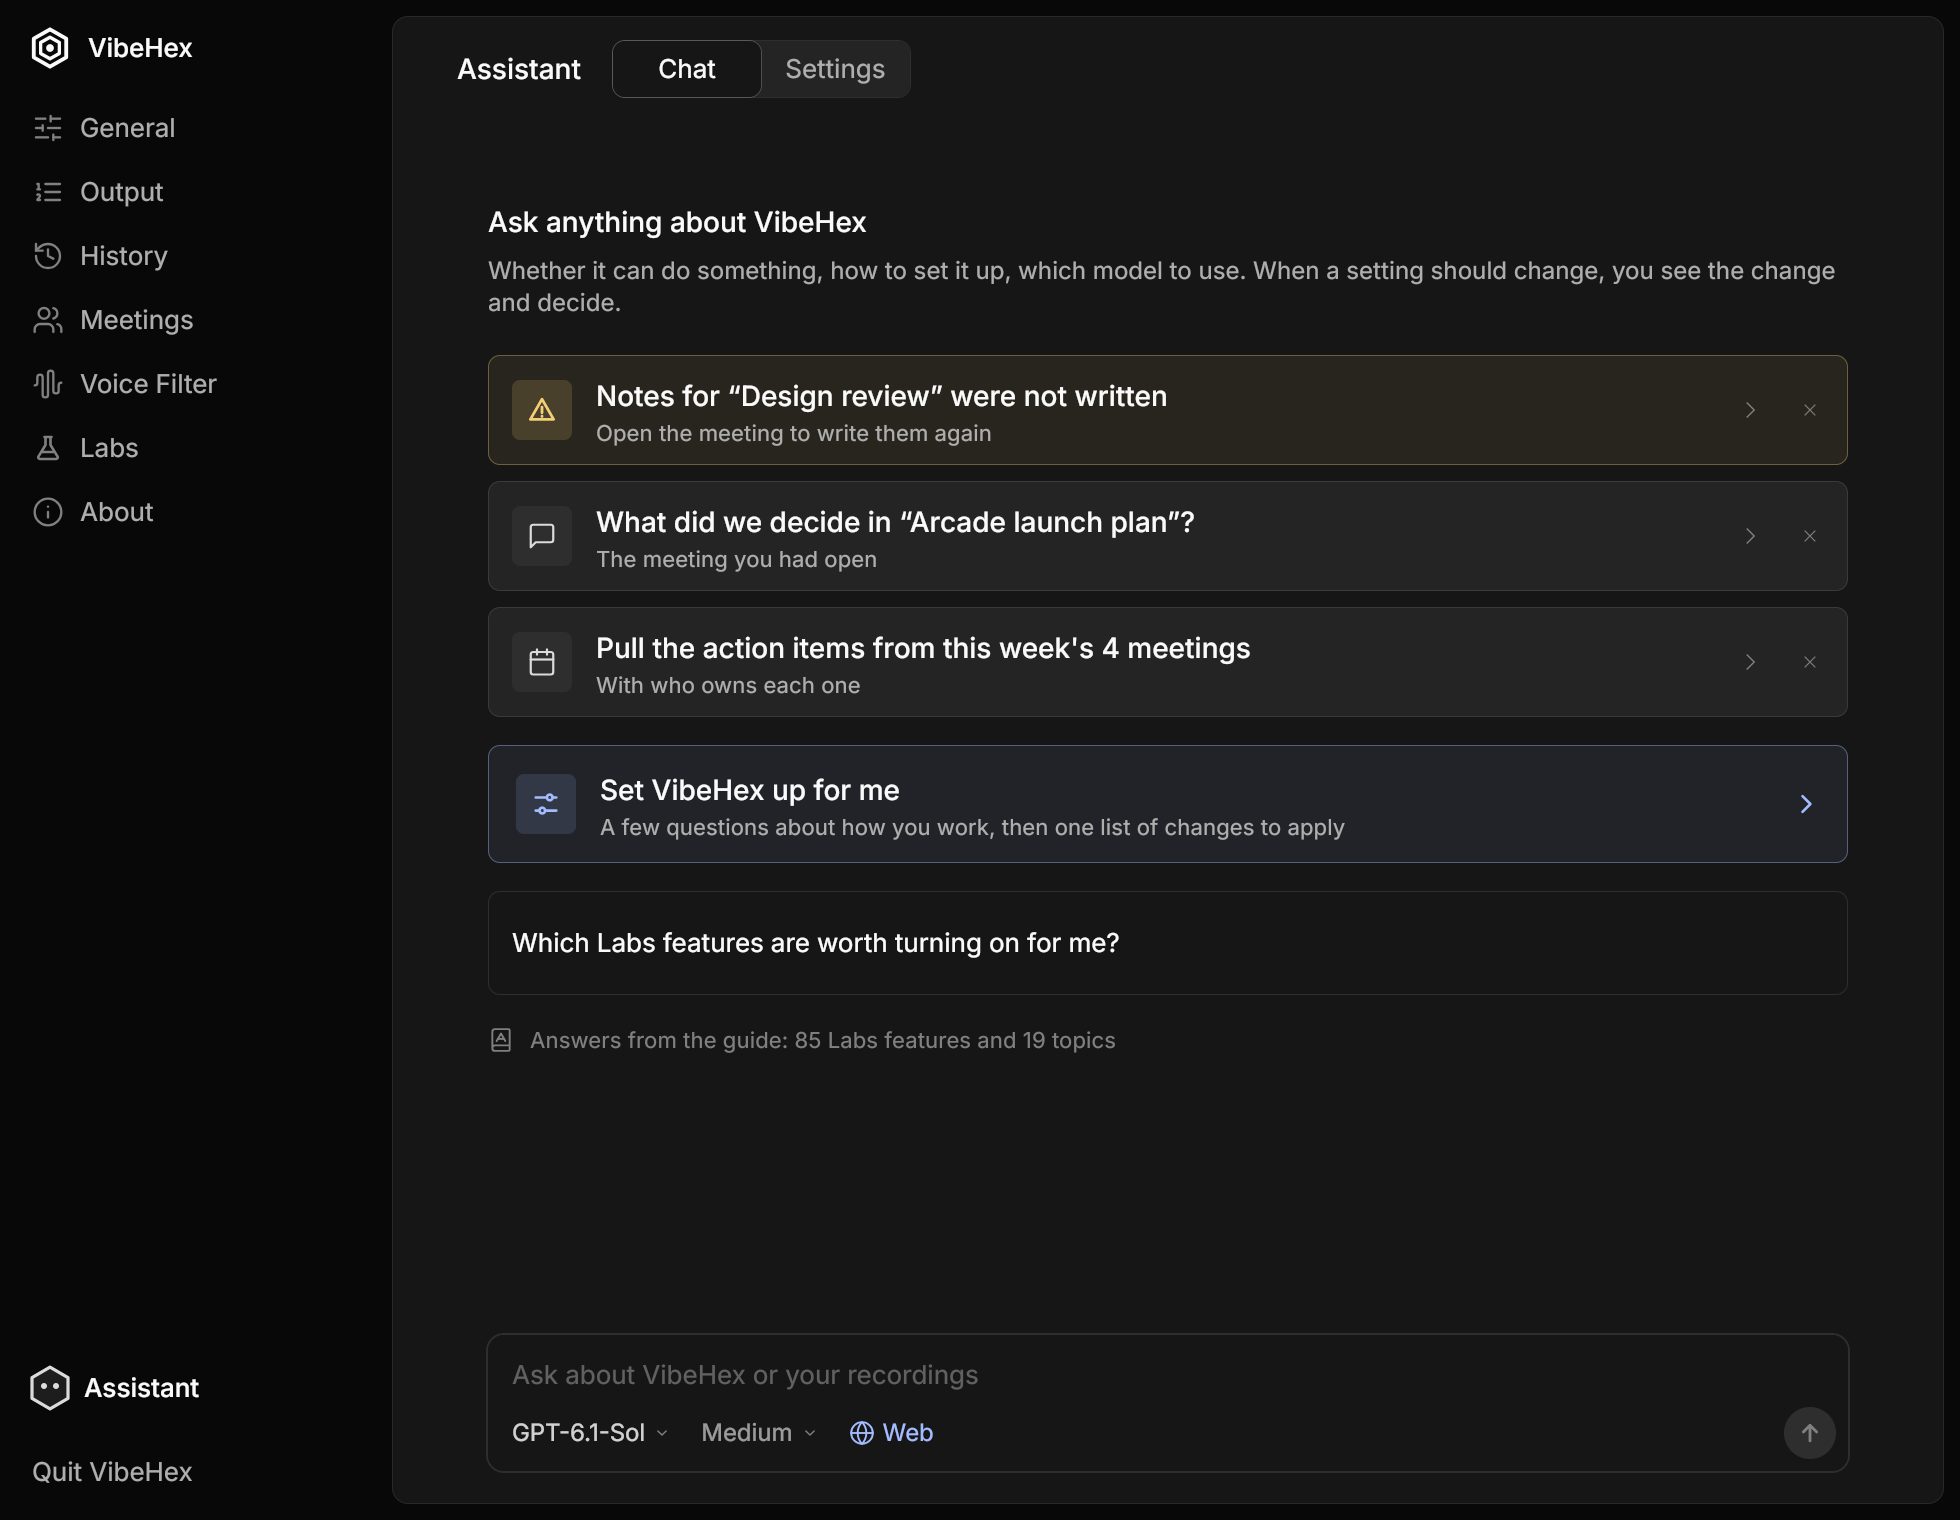 VibeHex
General
Output
History
Meetings
Voice Filter
Labs
About
Assistant
Quit VibeHex
Assistant
Chat
Settings
Ask anything about VibeHex
Whether it can do something, how to set it up, which model to use. When a setting should change, you see the change
and decide.
Notes for “Design review” were not written
Open the meeting to write them again
What did we decide in “Arcade launch plan”?
The meeting you had open
Pull the action items from this week's 4 meetings
With who owns each one
Set VibeHex up for me
A few questions about how you work, then one list of changes to apply
Which Labs features are worth turning on for me?
Answers from the guide: 85 Labs features and 19 topics
Ask about VibeHex or your recordings
GPT-6.1-Sol
Medium
Web